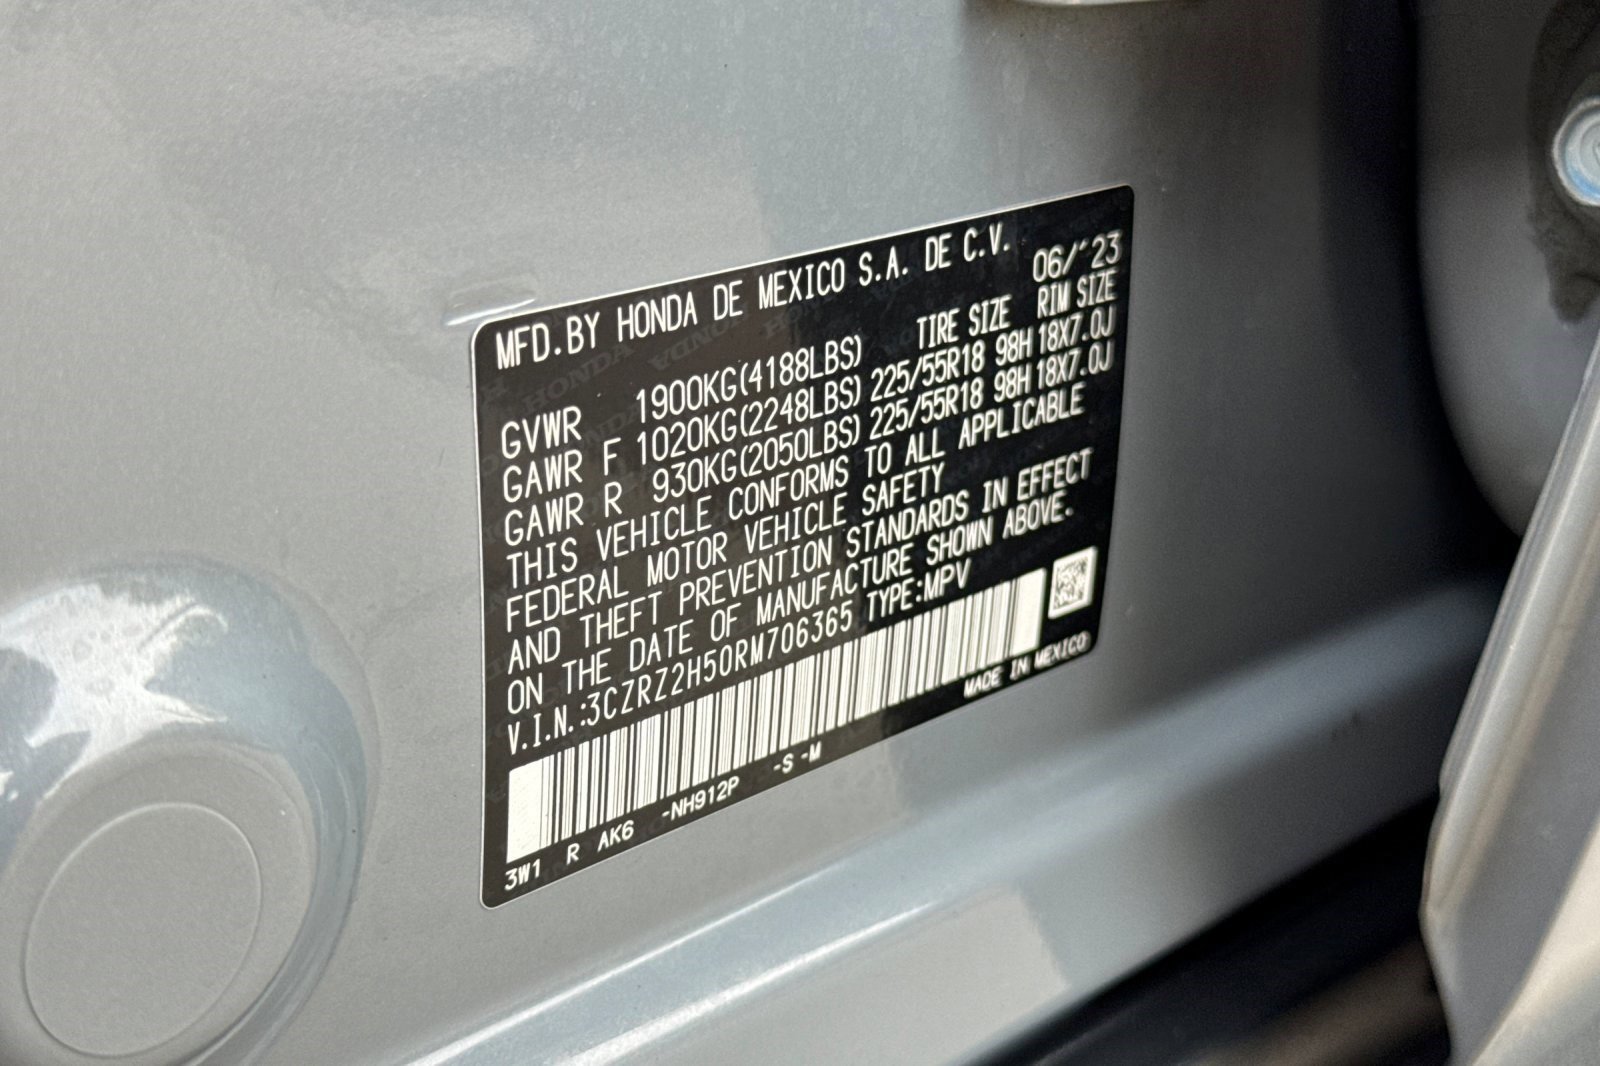 MFD.BY HONDA DE MEXICO S.A. DE C.V.
06/´23
TIRE SIZE RIM SIZE
GVWR 1900KG(4188LBS)
GAWR F 1020KG(2248LBS) 225/55R18 98H 18X7.0J
GAWR R 930KG(2050LBS) 225/55R18 98H 18X7.0J
THIS VEHICLE CONFORMS TO ALL APPLICABLE
FEDERAL MOTOR VEHICLE SAFETY
AND THEFT PREVENTION STANDARDS IN EFFECT
ON THE DATE OF MANUFACTURE SHOWN ABOVE.
V.I.N.:3CZRZ2H50RM706365 TYPE:MPV
MADE IN MEXICO
3W1 R AK6 -NH912P -S -M